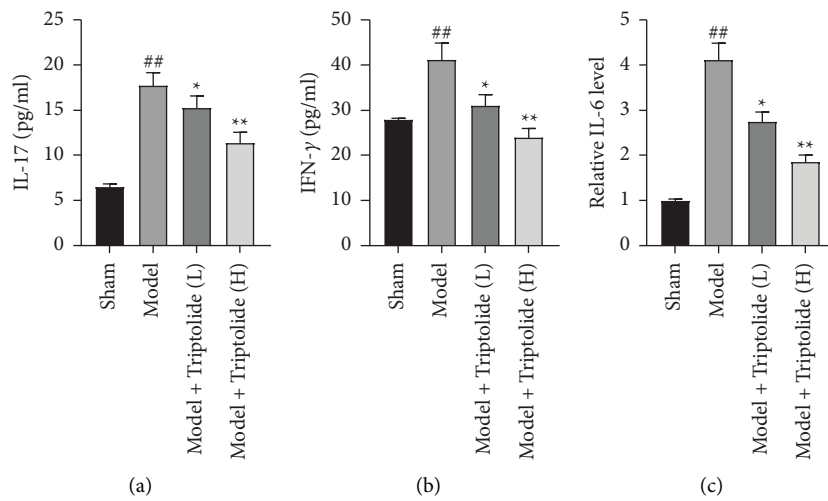 IL-17 (pg/ml)
25
20
15
10
5
0
##
*
**
Sham
Model
Model + Triptolide (L)
Model + Triptolide (H)
(a)
IFN-γ (pg/ml)
50
40
30
20
10
0
##
*
**
Sham
Model
Model + Triptolide (L)
Model + Triptolide (H)
(b)
Relative IL-6 level
5
4
3
2
1
0
##
*
**
Sham
Model
Model + Triptolide (L)
Model + Triptolide (H)
(c)